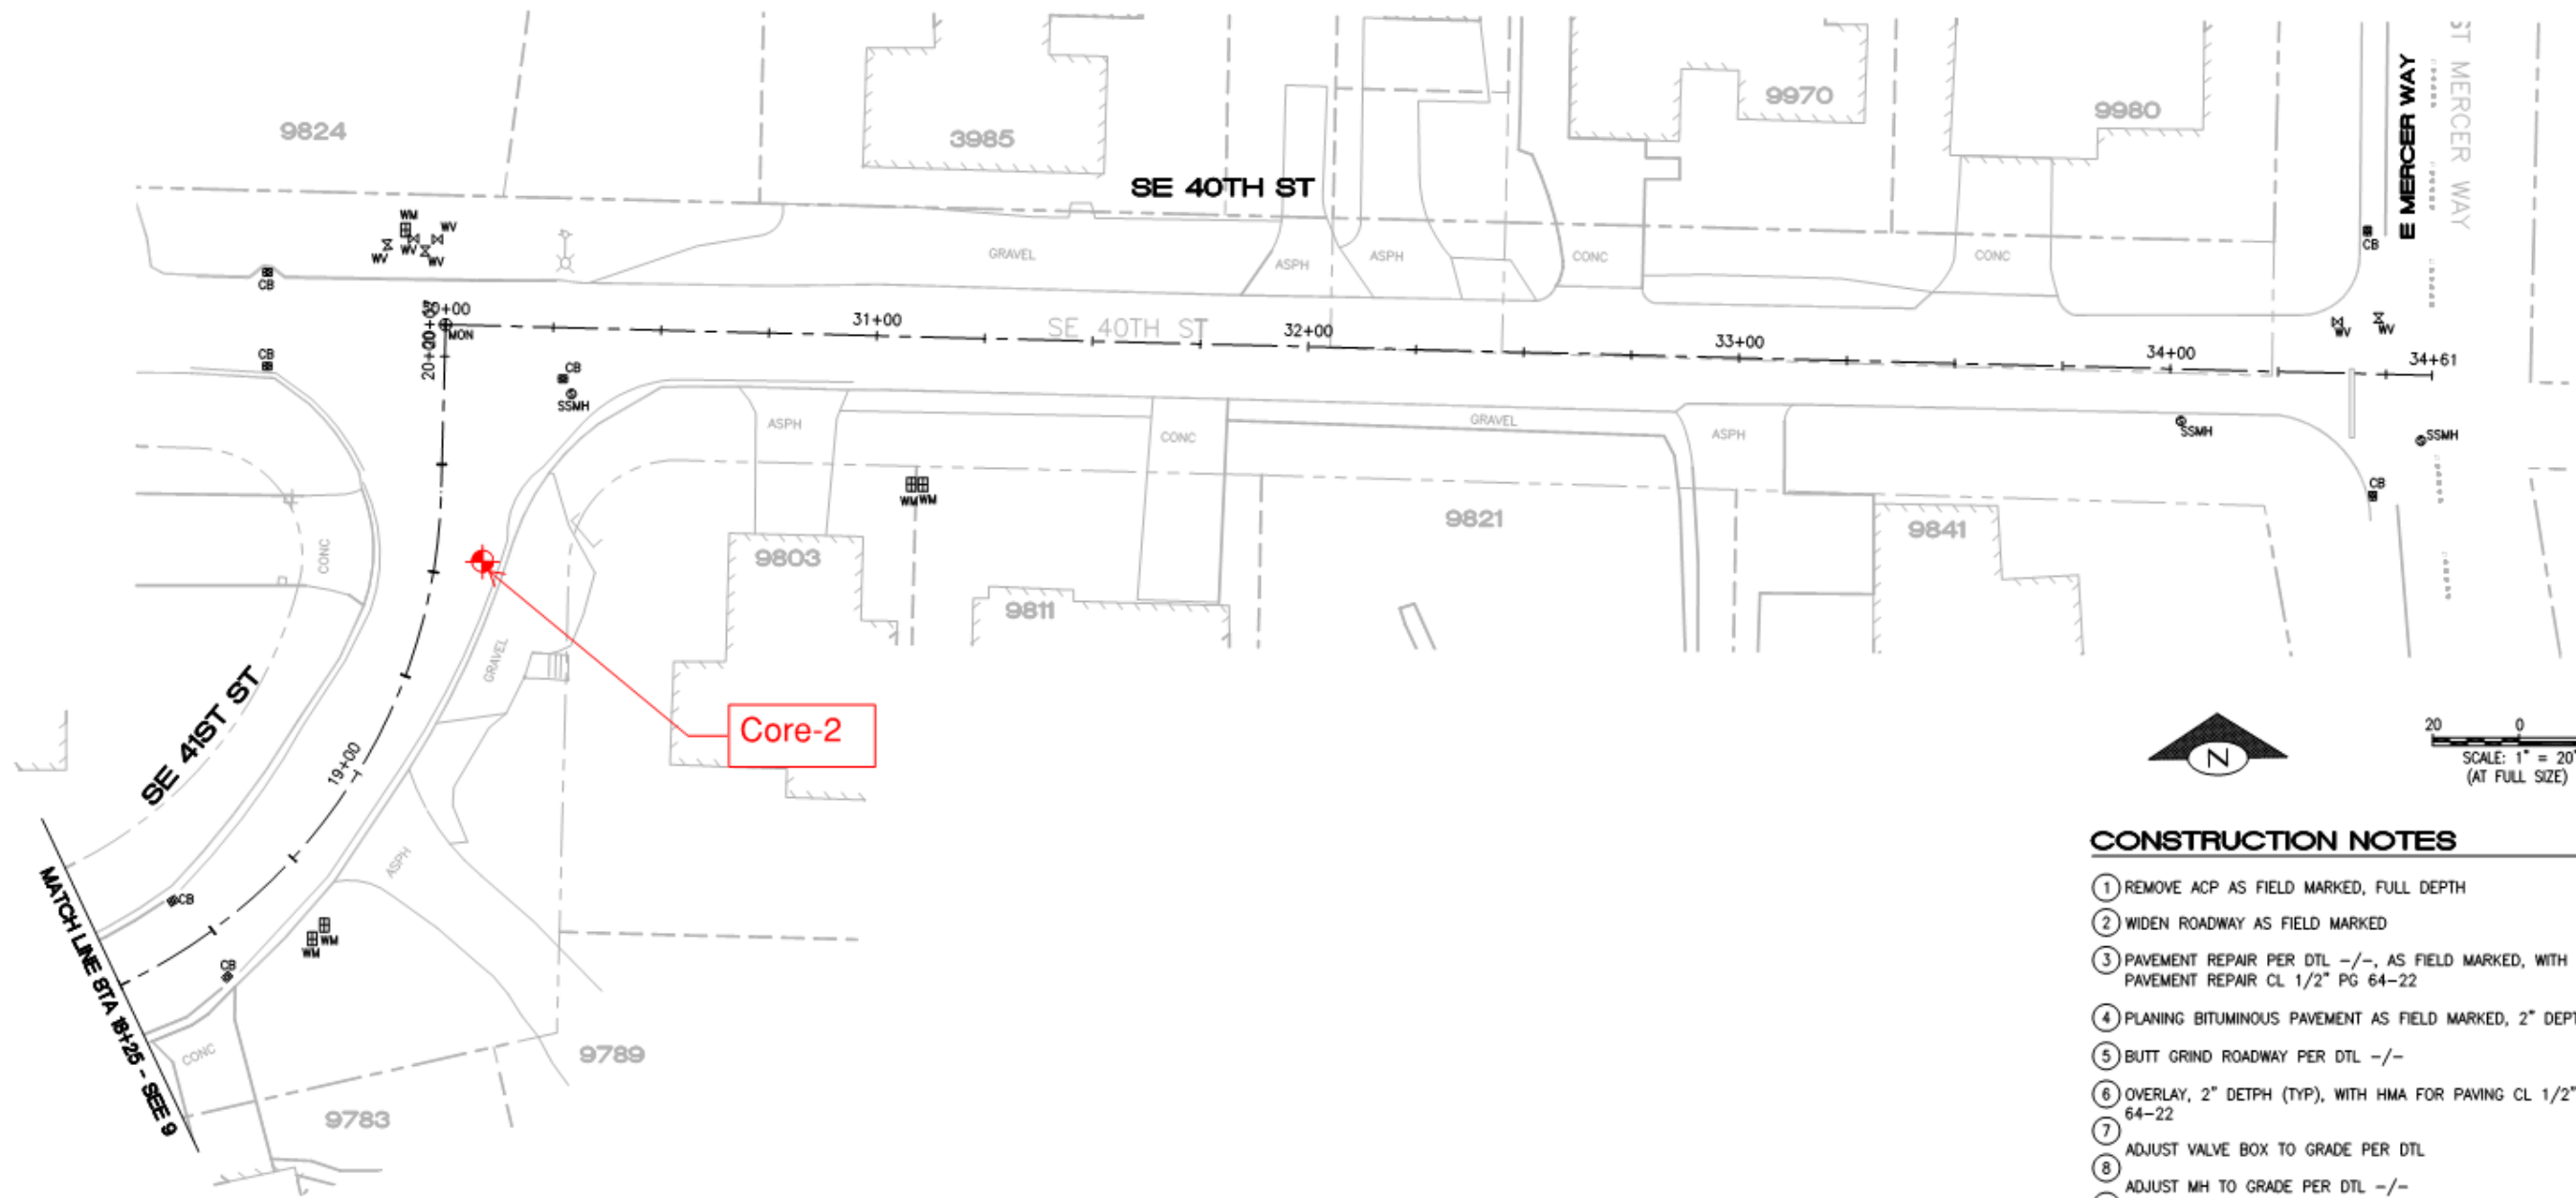 9824
3985
SE 40TH ST
9970
9980
E MERCER WAY
ST MERCER WAY
WM
WV
WV
WV
WV
CB
GRAVEL
ASPH
ASPH
CONC
CONC
CB
WV
WV
30+00
MON
20+00
31+00
SE 40TH ST
32+00
33+00
34+00
34+61
CB
CB
SSMH
ASPH
CONC
GRAVEL
ASPH
SSMH
SSMH
CB
WM WM
CONC
9803
9811
9821
9841
GRAVEL
SE 41ST ST
Core-2
19+00
ASPH
N
20 0
SCALE: 1" = 20'
(AT FULL SIZE)
MATCH LINE STA 18+25 - SEE 9
CB
WM
WM
CB
CONC
9789
9783
CONSTRUCTION NOTES
1 REMOVE ACP AS FIELD MARKED, FULL DEPTH
2 WIDEN ROADWAY AS FIELD MARKED
3 PAVEMENT REPAIR PER DTL -/-, AS FIELD MARKED, WITH
PAVEMENT REPAIR CL 1/2" PG 64-22
4 PLANING BITUMINOUS PAVEMENT AS FIELD MARKED, 2" DEPT
5 BUTT GRIND ROADWAY PER DTL -/-
6 OVERLAY, 2" DETPH (TYP), WITH HMA FOR PAVING CL 1/2"
64-22
7
ADJUST VALVE BOX TO GRADE PER DTL
8
ADJUST MH TO GRADE PER DTL -/-